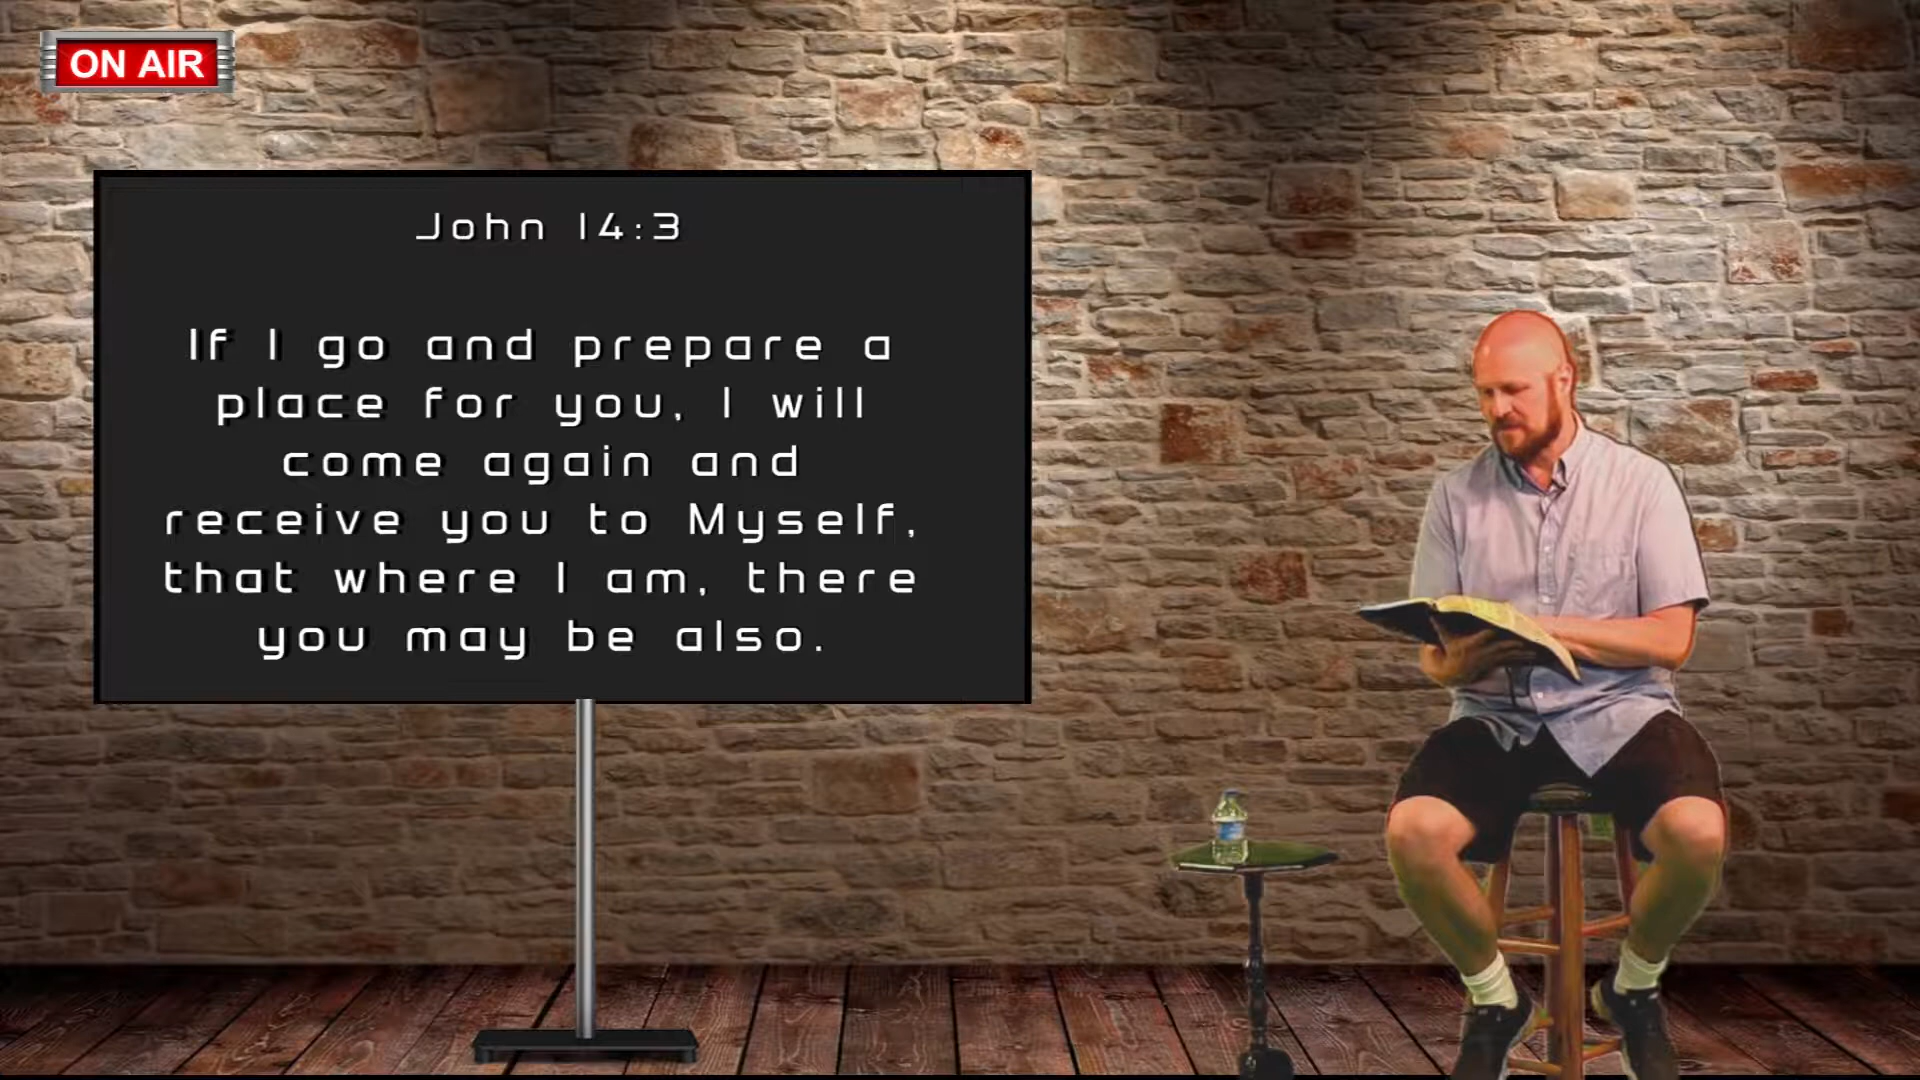 ON AIR
John 14:3
If I go and prepare a
place for you, I will
come again and
receive you to Myself,
that where I am, there
you may be also.